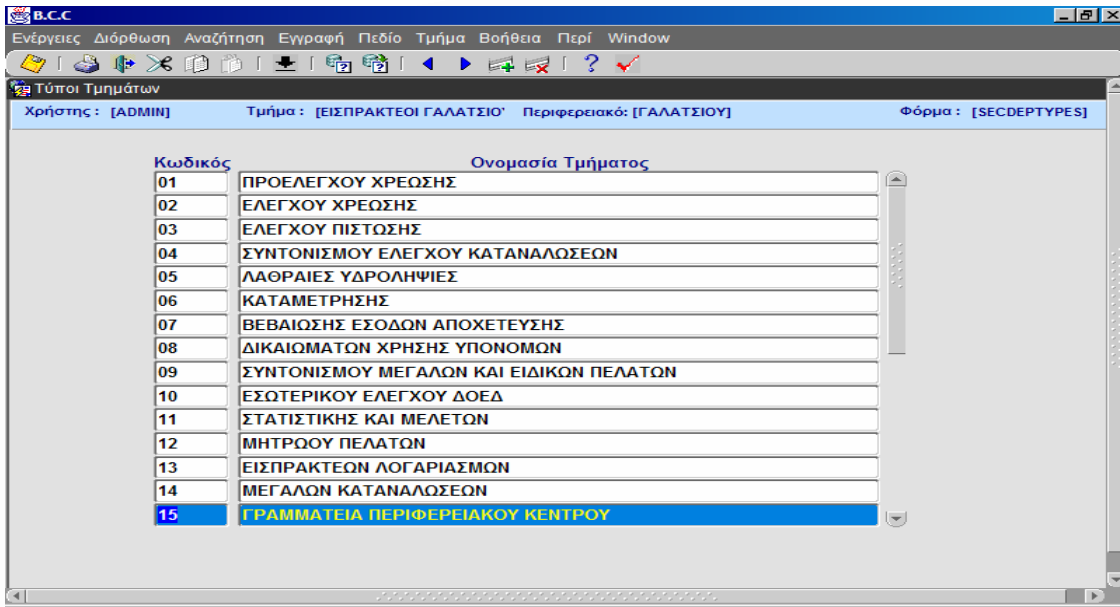 B.C.C
Ενέργειες Διόρθωση Αναζήτηση Εγγραφή Πεδίο Τμήμα Βοήθεια Περί Window
Τύποι Τμημάτων
Χρήστης : [ADMIN] Τμήμα : [ΕΙΣΠΡΑΚΤΕΟΙ ΓΑΛΑΤΣΙΟ' Περιφερειακό: [ΓΑΛΑΤΣΙΟΥ] Φόρμα : [SECDEPTYPES]
Κωδικός Ονομασία Τμήματος
01 ΠΡΟΕΛΕΓΧΟΥ ΧΡΕΩΣΗΣ
02 ΕΛΕΓΧΟΥ ΧΡΕΩΣΗΣ
03 ΕΛΕΓΧΟΥ ΠΙΣΤΩΣΗΣ
04 ΣΥΝΤΟΝΙΣΜΟΥ ΕΛΕΓΧΟΥ ΚΑΤΑΝΑΛΩΣΕΩΝ
05 ΛΑΘΡΑΙΕΣ ΥΔΡΟΛΗΨΙΕΣ
06 ΚΑΤΑΜΕΤΡΗΣΗΣ
07 ΒΕΒΑΙΩΣΗΣ ΕΣΟΔΩΝ ΑΠΟΧΕΤΕΥΣΗΣ
08 ΔΙΚΑΙΩΜΑΤΩΝ ΧΡΗΣΗΣ ΥΠΟΝΟΜΩΝ
09 ΣΥΝΤΟΝΙΣΜΟΥ ΜΕΓΑΛΩΝ ΚΑΙ ΕΙΔΙΚΩΝ ΠΕΛΑΤΩΝ
10 ΕΣΩΤΕΡΙΚΟΥ ΕΛΕΓΧΟΥ ΔΟΕΔ
11 ΣΤΑΤΙΣΤΙΚΗΣ ΚΑΙ ΜΕΛΕΤΩΝ
12 ΜΗΤΡΩΟΥ ΠΕΛΑΤΩΝ
13 ΕΙΣΠΡΑΚΤΕΩΝ ΛΟΓΑΡΙΑΣΜΩΝ
14 ΜΕΓΑΛΩΝ ΚΑΤΑΝΑΛΩΣΕΩΝ
15 ΓΡΑΜΜΑΤΕΙΑ ΠΕΡΙΦΕΡΕΙΑΚΟΥ ΚΕΝΤΡΟΥ